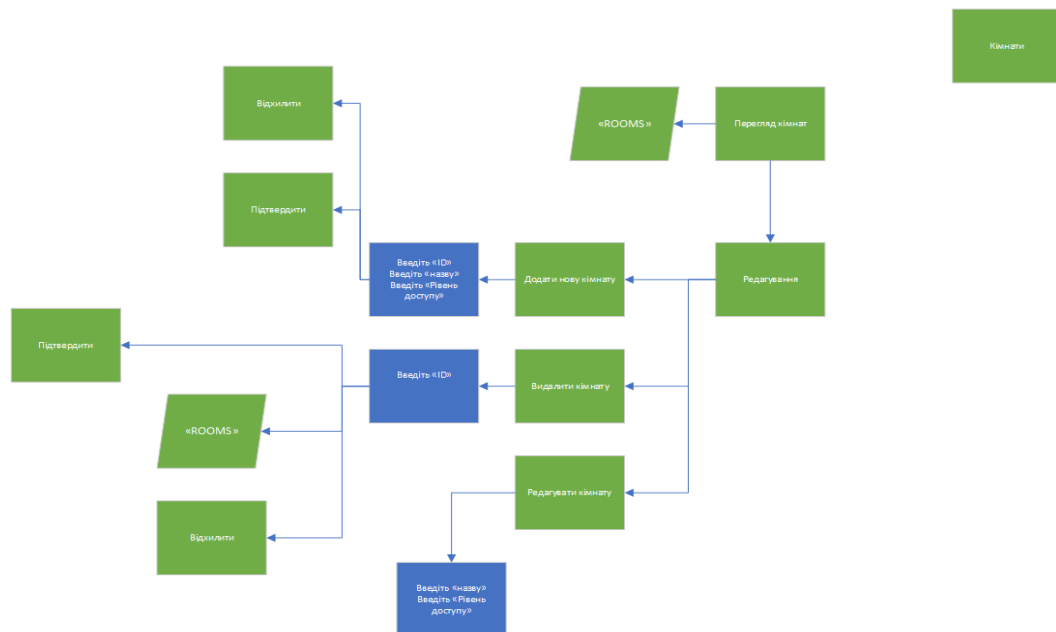 Кімнати
Відхилити
«ROOMS»
Перегляд кімнат
Підтвердити
Введіть «ID»
Введіть «назву»
Введіть «Рівень
доступу»
Додати нову кімнату
Редагування
Підтвердити
Введіть «ID»
Видалити кімнату
«ROOMS»
Редагувати кімнату
Відхилити
Введіть «назву»
Введіть «Рівень
доступу»